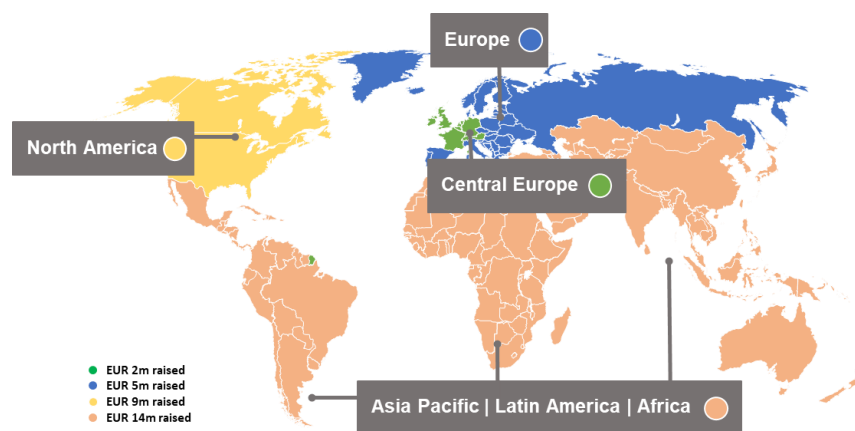 Europe
North America
Central Europe
EUR 2m raised
EUR 5m raised
EUR 9m raised
EUR 14m raised
Asia Pacific | Latin America | Africa